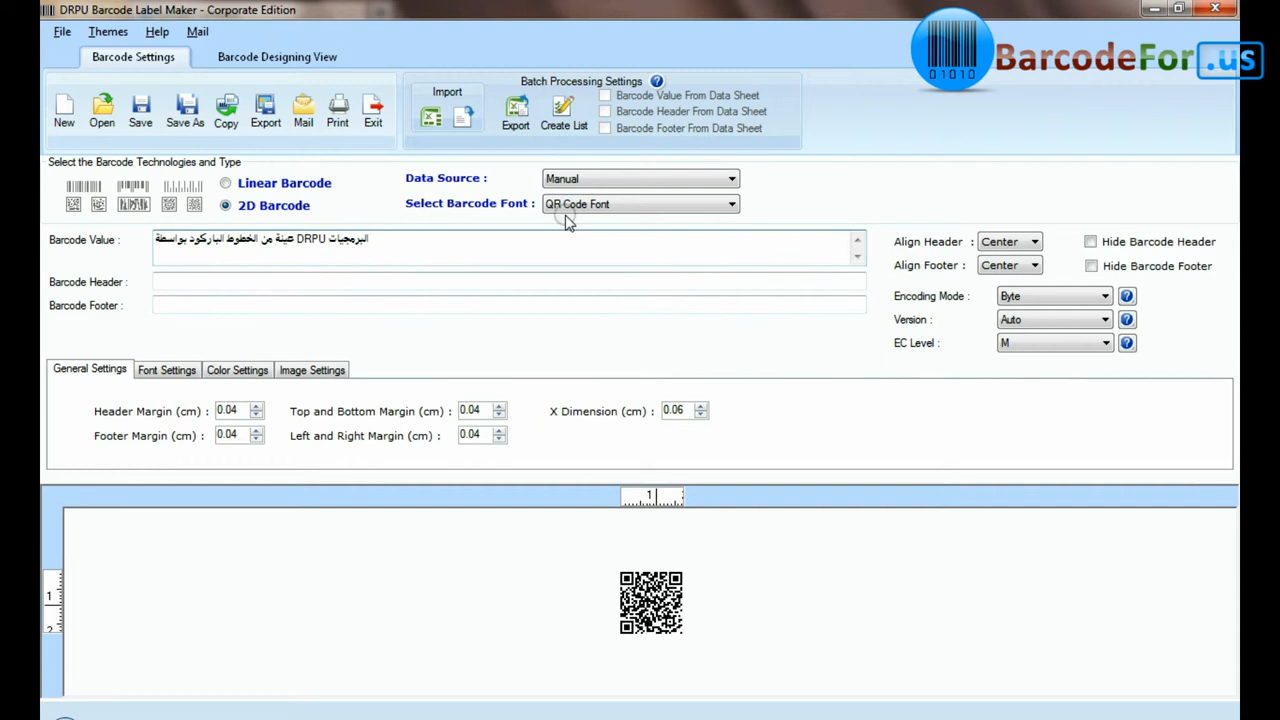 DRPU Barcode Label Maker - Corporate Edition
File Themes Help Mail
BarcodeFor.us
01010
Barcode Settings Barcode Designing View
Import
Batch Processing Settings ?
Barcode Value From Data Sheet
Barcode Header From Data Sheet
Barcode Footer From Data Sheet
New Open Save Save As Copy Export Mail Print Exit Export Create List
Select the Barcode Technologies and Type
Linear Barcode
2D Barcode
Data Source : Manual
Select Barcode Font : QR Code Font
Barcode Value : عينة من الخطوط الباركود بواسطة DRPU البرمجيات
Barcode Header :
Barcode Footer :
Align Header : Center Hide Barcode Header
Align Footer : Center Hide Barcode Footer
Encoding Mode : Byte ?
Version : Auto ?
EC Level : M ?
General Settings Font Settings Color Settings Image Settings
Header Margin (cm) : 0.04 Top and Bottom Margin (cm) : 0.04 X Dimension (cm) : 0.06
Footer Margin (cm) : 0.04 Left and Right Margin (cm) : 0.04
1
1
2